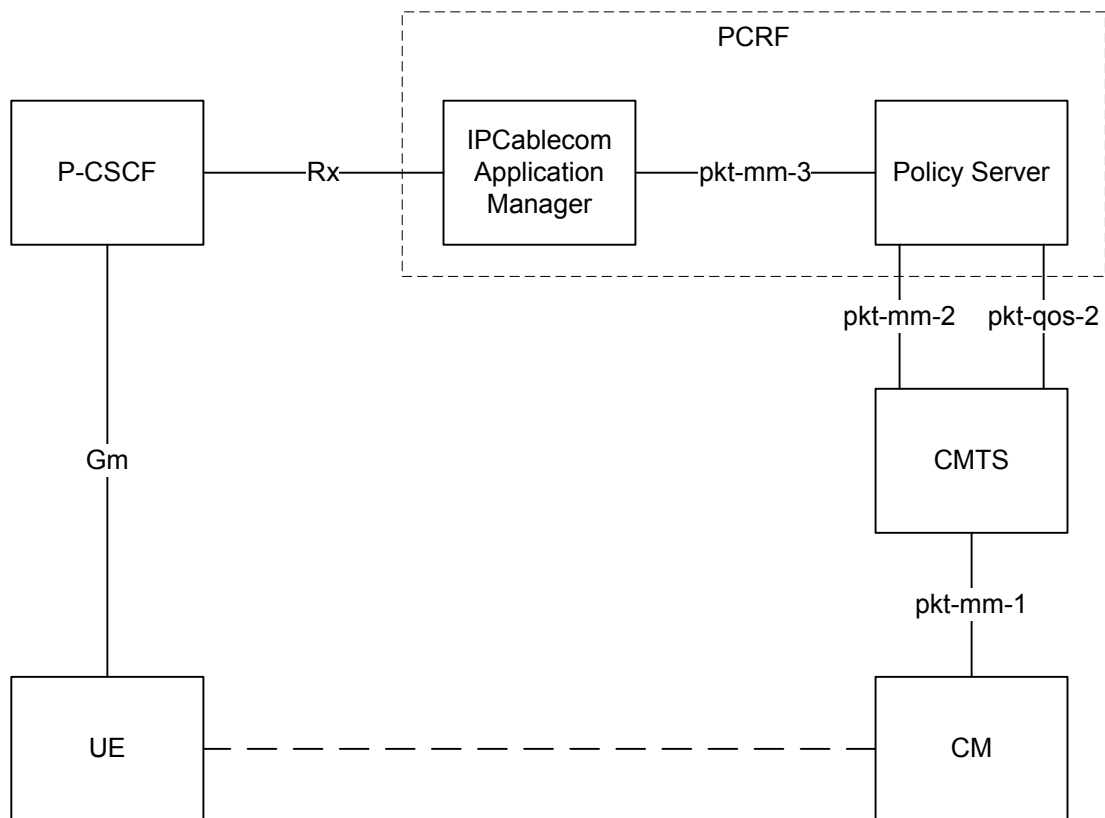 PCRF
P-CSCF
Rx
IPCablecom
Application
Manager
pkt-mm-3
Policy Server
pkt-mm-2
pkt-qos-2
Gm
CMTS
pkt-mm-1
UE
CM